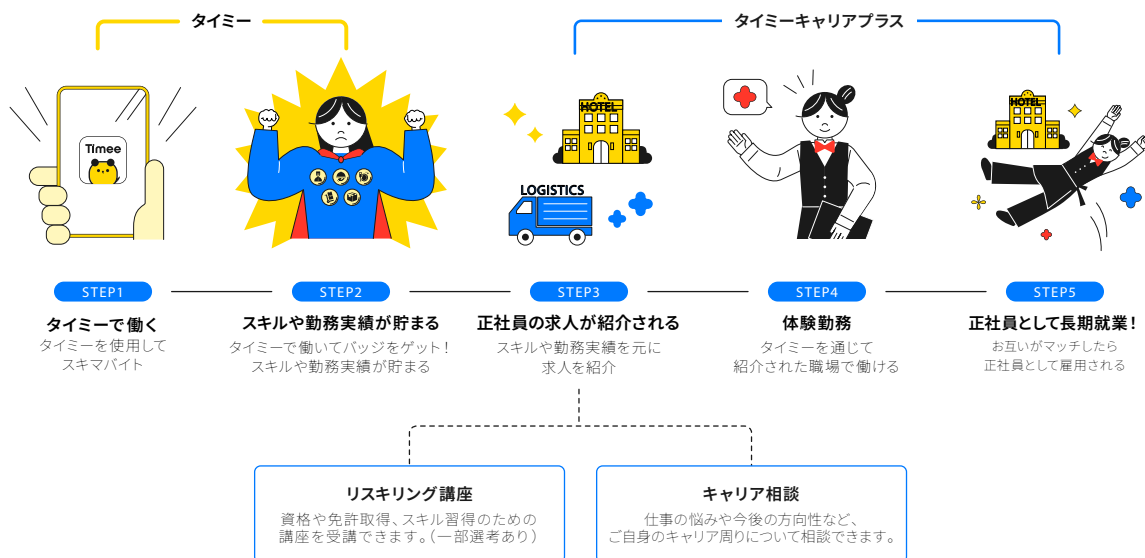 タイミー
タイミーキャリアプラス
Timee
HOTEL
LOGISTICS
HOTEL
STEP1
タイミーで働く
タイミーを使用して
スキマバイト
STEP2
スキルや勤務実績が貯まる
タイミーで働いてバッジをゲット！
スキルや勤務実績が貯まる
STEP3
正社員の求人が紹介される
スキルや勤務実績を元に
求人を紹介
STEP4
体験勤務
タイミーを通じて
紹介された職場で働ける
STEP5
正社員として長期就業！
お互いがマッチしたら
正社員として雇用される
リスキリング講座
資格や免許取得、スキル習得のための
講座を受講できます。（一部選考あり）
キャリア相談
仕事の悩みや今後の方向性など、
ご自身のキャリア周りについて相談できます。